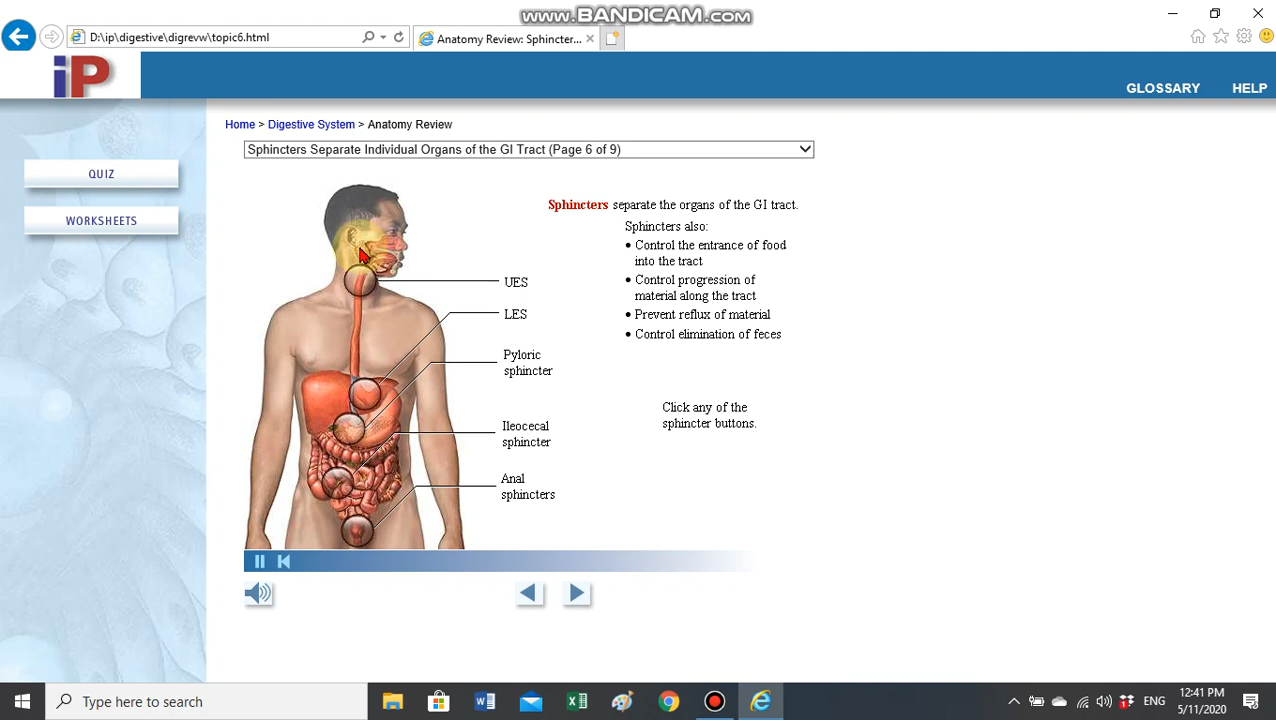 www.BANDICAM.com
D:\ip\digestive\digrevw\topic6.html
Anatomy Review: Sphincter...
iP
GLOSSARY
HELP
Home > Digestive System > Anatomy Review
Sphincters Separate Individual Organs of the GI Tract (Page 6 of 9)
QUIZ
WORKSHEETS
Sphincters separate the organs of the GI tract.
Sphincters also:
• Control the entrance of food
into the tract
• Control progression of
material along the tract
• Prevent reflux of material
• Control elimination of feces
UES
LES
Pyloric
sphincter
Ileocecal
sphincter
Anal
sphincters
Click any of the
sphincter buttons.
Type here to search
ENG
12:41 PM
5/11/2020